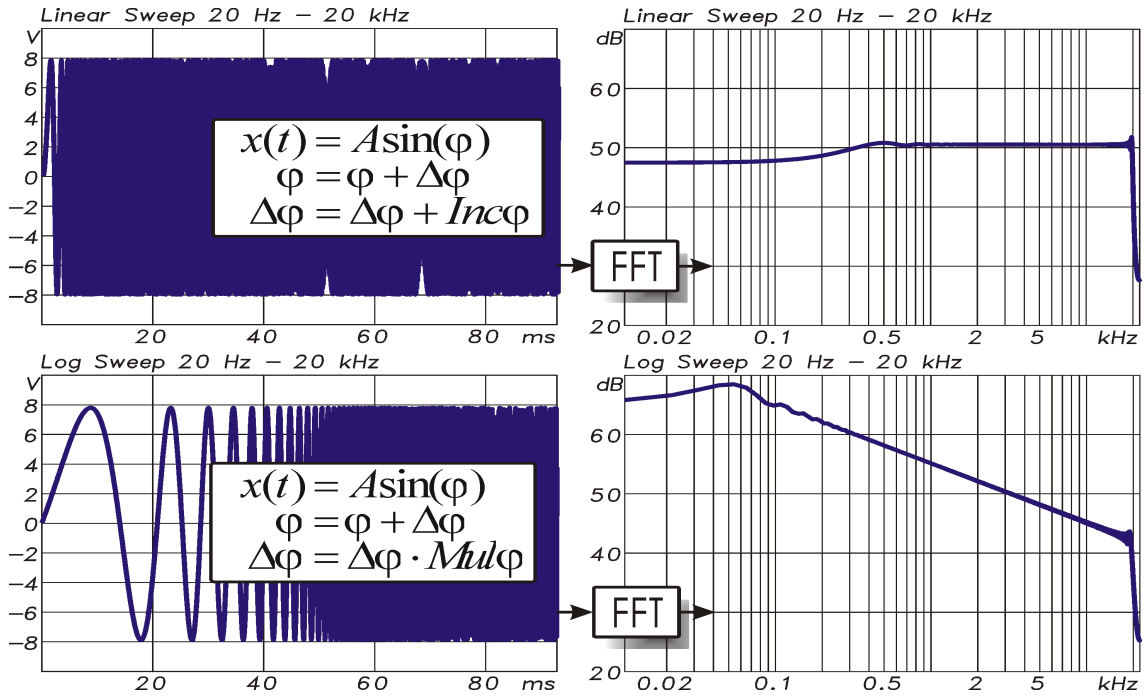 Linear Sweep 20 Hz – 20 kHz
V
8
6
4
2
0
−2
−4
−6
−8
20
40
60
80
ms
x(t) = Asin(φ)
φ = φ + Δφ
Δφ = Δφ + Incφ
FFT
Linear Sweep 20 Hz – 20 kHz
dB
60
50
40
20
0.02
0.1
0.5
2
5
kHz
Log Sweep 20 Hz – 20 kHz
V
8
6
4
2
0
−2
−4
−6
−8
20
40
60
80
ms
x(t) = Asin(φ)
φ = φ + Δφ
Δφ = Δφ · Mulφ
FFT
Log Sweep 20 Hz – 20 kHz
dB
60
50
40
20
0.02
0.1
0.5
2
5
kHz